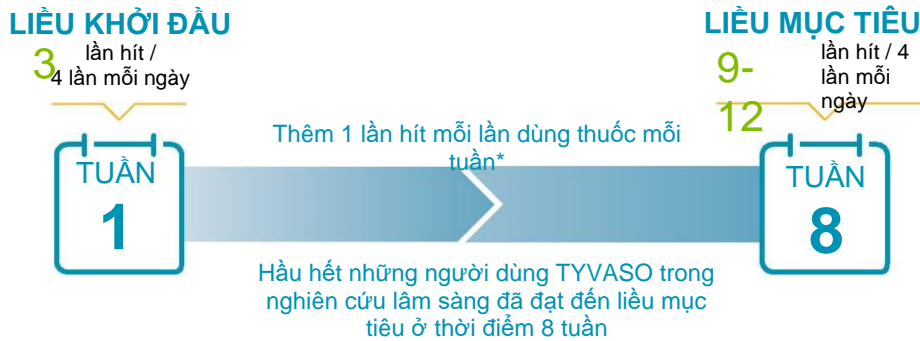 LIỀU KHỞI ĐẦU
3 lần hít /
4 lần mỗi ngày
TUẦN
1
Thêm 1 lần hít mỗi lần dùng thuốc mỗi
tuần*
Hầu hết những người dùng TYVASO trong
nghiên cứu lâm sàng đã đạt đến liều mục
tiêu ở thời điểm 8 tuần
LIỀU MỤC TIÊU
9-
12
lần hít / 4
lần mỗi
ngày
TUẦN
8